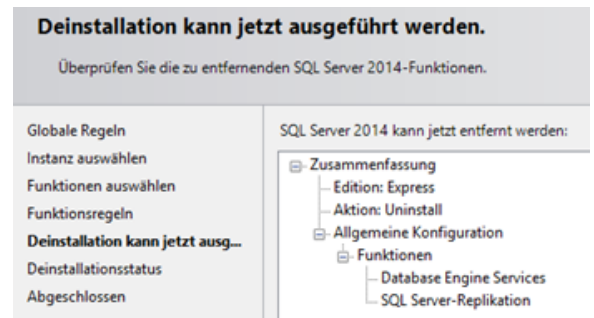 Deinstallation kann jetzt ausgeführt werden.
Überprüfen Sie die zu entfernenden SQL Server 2014-Funktionen.
Globale Regeln
Instanz auswählen
Funktionen auswählen
Funktionsregeln
Deinstallation kann jetzt ausg...
Deinstallationsstatus
Abgeschlossen
SQL Server 2014 kann jetzt entfernt werden:
Zusammenfassung
Edition: Express
Aktion: Uninstall
Allgemeine Konfiguration
Funktionen
Database Engine Services
SQL Server-Replikation